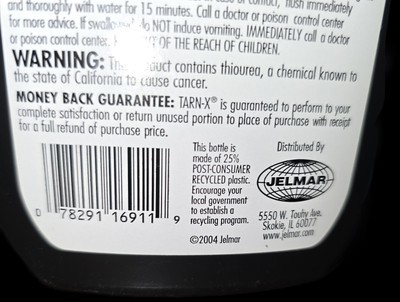 flush immediately
and thoroughly with water for 15 minutes. Call a doctor or poison control center
for more advice. If swallowed do NOT induce vomiting. IMMEDIATELY call a doctor
or poison control center. OF THE REACH OF CHILDREN.
WARNING: This product contains thiourea, a chemical known to
the state of California to cause cancer.
MONEY BACK GUARANTEE: TARN-X® is guaranteed to perform to your
complete satisfaction or return unused portion to place of purchase with receipt
for a full refund of purchase price.
0 78291 16911 9
This bottle is
made of 25%
POST-CONSUMER
RECYCLED plastic.
Encourage your
local government
to establish a
recycling program.
©2004 Jelmar
Distributed By
JELMAR
5550 W. Touhy Ave.
Skokie, IL 60077
www.jelmar.com